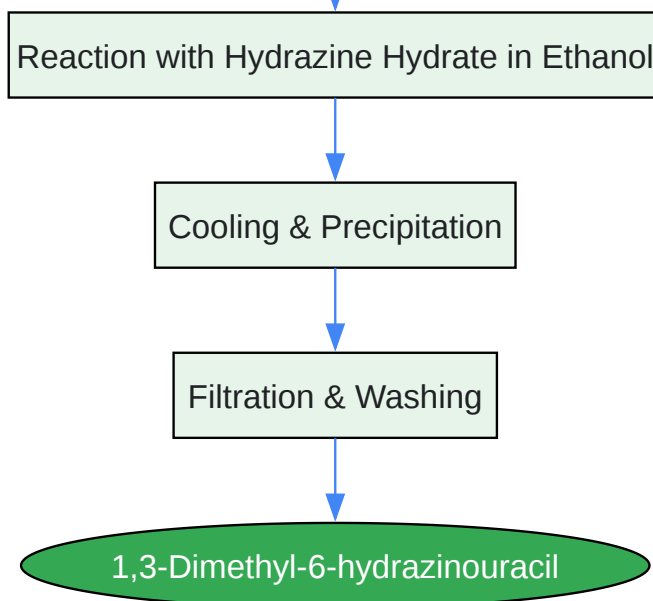 Reaction with Hydrazine Hydrate in Ethanol
Cooling & Precipitation
Filtration & Washing
1,3-Dimethyl-6-hydrazinouracil